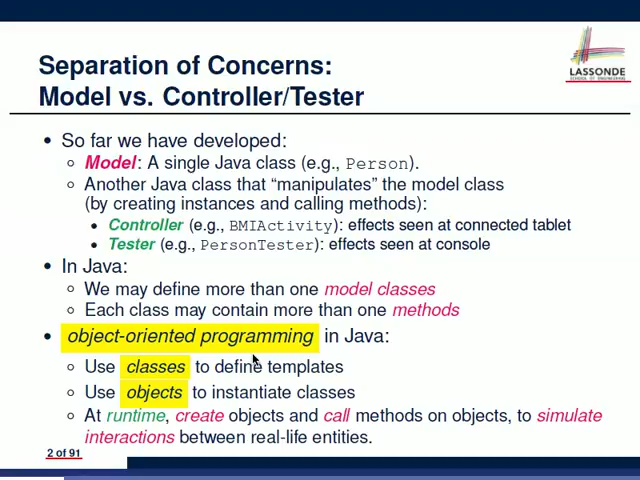 Separation of Concerns:
Model vs. Controller/Tester
LASSONDE
SCHOOL OF ENGINEERING
• So far we have developed:
◦ Model: A single Java class (e.g., Person).
◦ Another Java class that “manipulates” the model class
(by creating instances and calling methods):
• Controller (e.g., BMIActivity): effects seen at connected tablet
• Tester (e.g., PersonTester): effects seen at console
• In Java:
◦ We may define more than one model classes
◦ Each class may contain more than one methods
• object-oriented programming in Java:
◦ Use classes to define templates
◦ Use objects to instantiate classes
◦ At runtime, create objects and call methods on objects, to simulate
interactions between real-life entities.
2 of 91